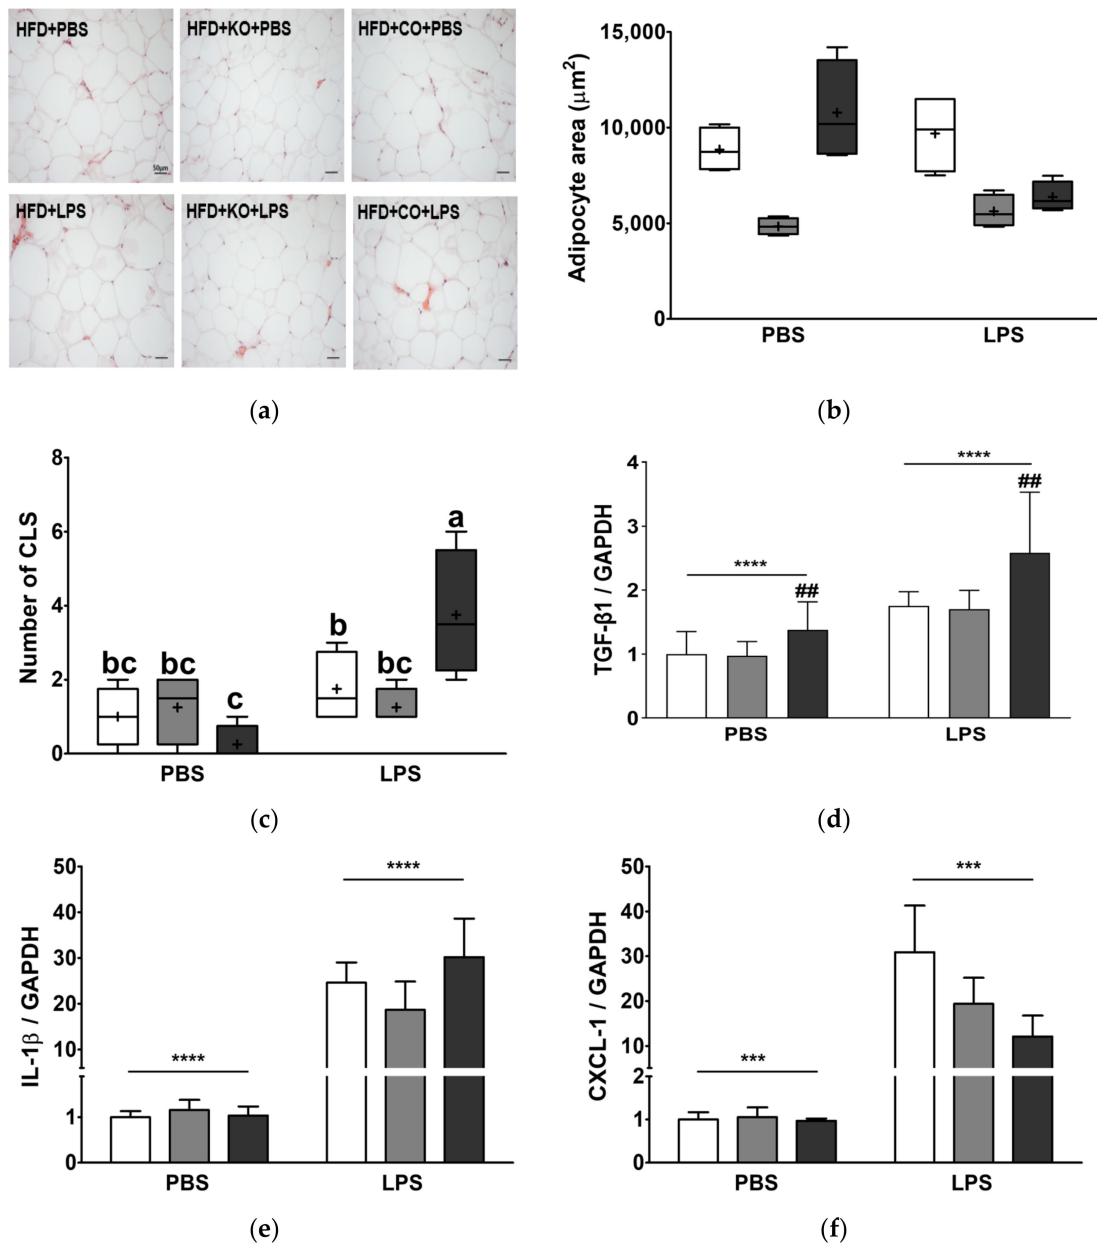 HFD+PBS
HFD+KO+PBS
HFD+CO+PBS
50μm
HFD+LPS
HFD+KO+LPS
HFD+CO+LPS
(a)
15,000
10,000
5,000
0
Adipocyte area (μm²)
PBS
LPS
(b)
8
6
4
2
0
Number of CLS
bc
bc
c
b
bc
a
PBS
LPS
(c)
4
3
2
1
0
TGF-β1 / GAPDH
****
##
****
##
PBS
LPS
(d)
50
40
30
20
10
2
1
0
IL-1β / GAPDH
****
****
PBS
LPS
(e)
50
40
30
20
10
2
1
0
CXCL-1 / GAPDH
***
***
PBS
LPS
(f)